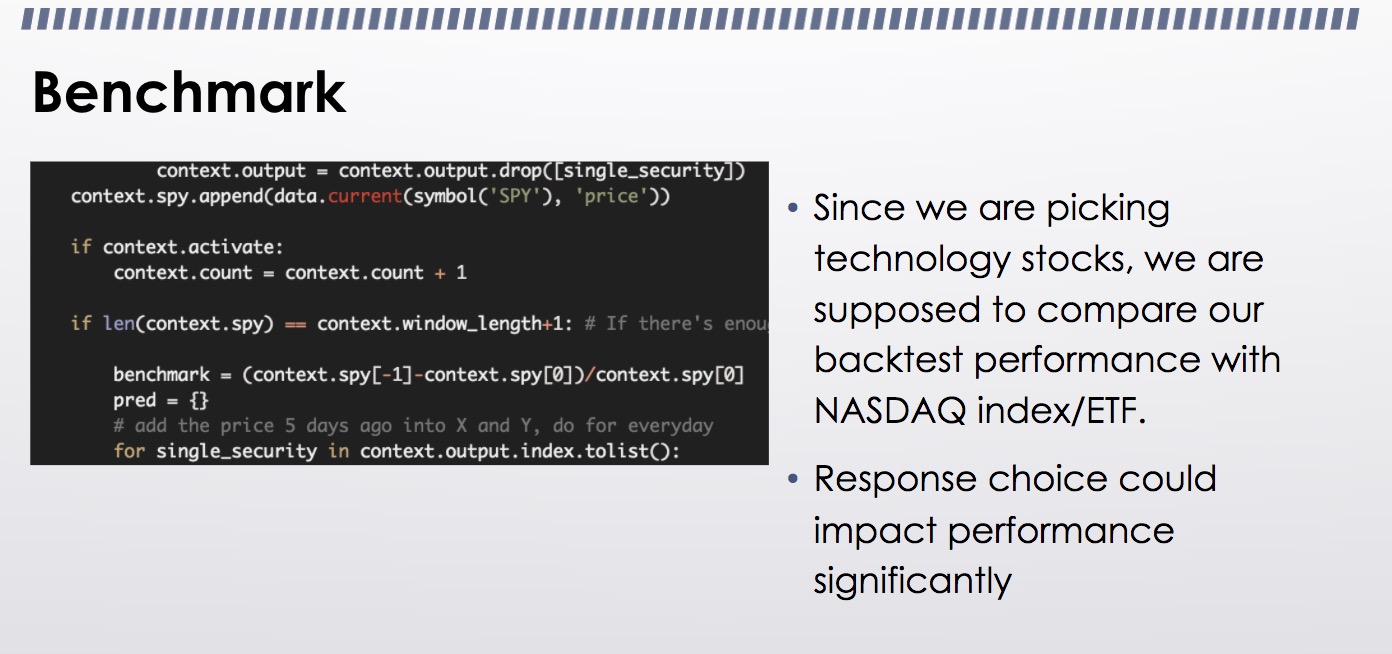 Benchmark
context.output = context.output.drop([single_security])
context.spy.append(data.current(symbol('SPY'), 'price'))
if context.activate:
context.count = context.count + 1
if len(context.spy) == context.window_length+1: # If there's enou
benchmark = (context.spy[-1]-context.spy[0])/context.spy[0]
pred = {}
# add the price 5 days ago into X and Y, do for everyday
for single_security in context.output.index.tolist():
• Since we are picking
technology stocks, we are
supposed to compare our
backtest performance with
NASDAQ index/ETF.
• Response choice could
impact performance
significantly